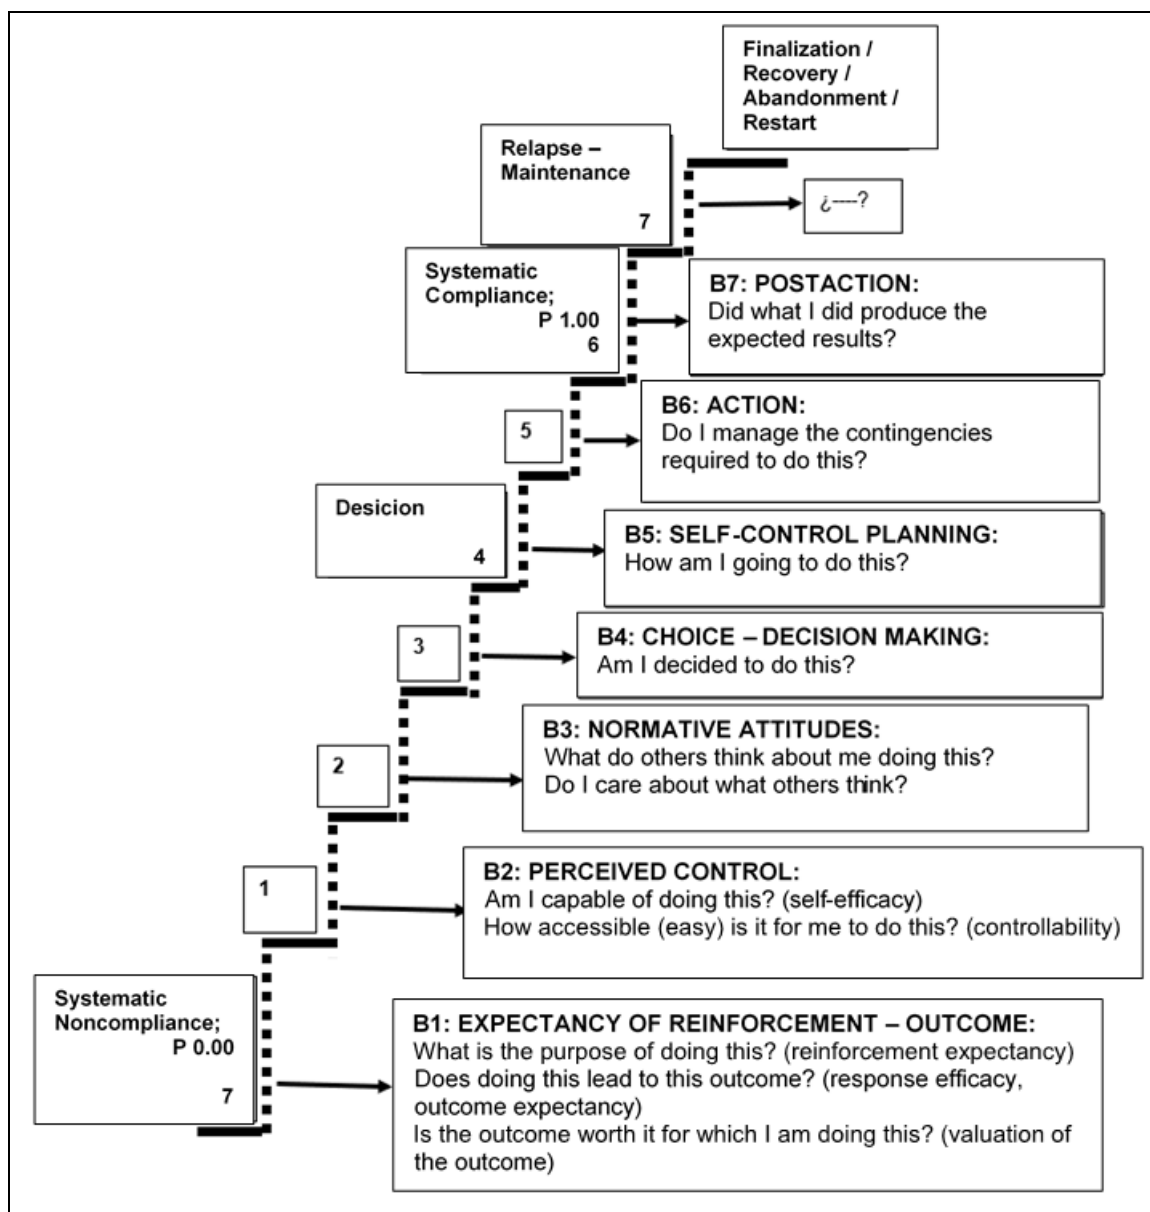 Finalization /
Recovery /
Abandonment /
Restart
Relapse –
Maintenance
7
¿----?
Systematic
Compliance;
P 1.00
6
B7: POSTACTION:
Did what I did produce the
expected results?
5
B6: ACTION:
Do I manage the contingencies
required to do this?
Desicion
4
B5: SELF-CONTROL PLANNING:
How am I going to do this?
3
B4: CHOICE – DECISION MAKING:
Am I decided to do this?
2
B3: NORMATIVE ATTITUDES:
What do others think about me doing this?
Do I care about what others think?
1
B2: PERCEIVED CONTROL:
Am I capable of doing this? (self-efficacy)
How accessible (easy) is it for me to do this? (controllability)
Systematic
Noncompliance;
P 0.00
7
B1: EXPECTANCY OF REINFORCEMENT – OUTCOME:
What is the purpose of doing this? (reinforcement expectancy)
Does doing this lead to this outcome? (response efficacy,
outcome expectancy)
Is the outcome worth it for which I am doing this? (valuation of
the outcome)